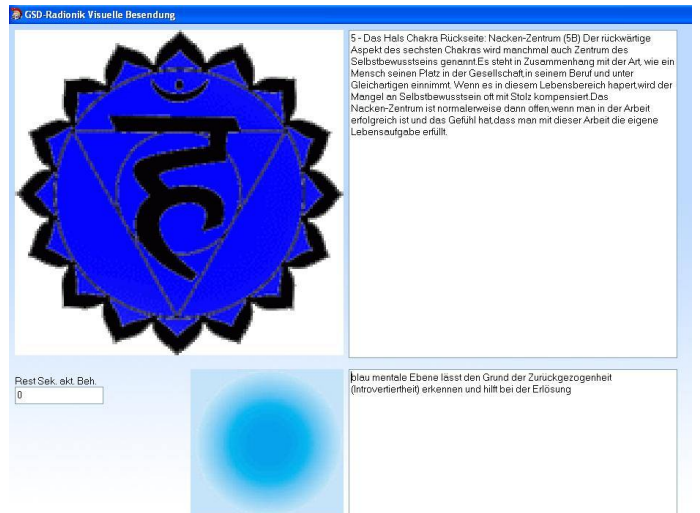 GSD-Radionik Visuelle Besendung
5 - Das Hals Chakra Rückseite: Nacken-Zentrum (5B) Der rückwärtige
Aspekt des sechsten Chakras wird manchmal auch Zentrum des
Selbstbewusstseins genannt.Es steht in Zusammenhang mit der Art, wie ein
Mensch seinen Platz in der Gesellschaft,in seinem Beruf und unter
Gleichartigen einnimmt. Wenn es in diesem Lebensbereich hapert,wird der
Mangel an Selbstbewusstsein oft mit Stolz kompensiert.Das
Nacken-Zentrum ist normalerweise dann offen,wenn man in der Arbeit
erfolgreich ist und das Gefühl hat,dass man mit dieser Arbeit die eigene
Lebensaufgabe erfüllt.
हं
Rest Sek. akt. Beh.
0
blau mentale Ebene lässt den Grund der Zurückgezogenheit
(Introvertiertheit) erkennen und hilft bei der Erlösung